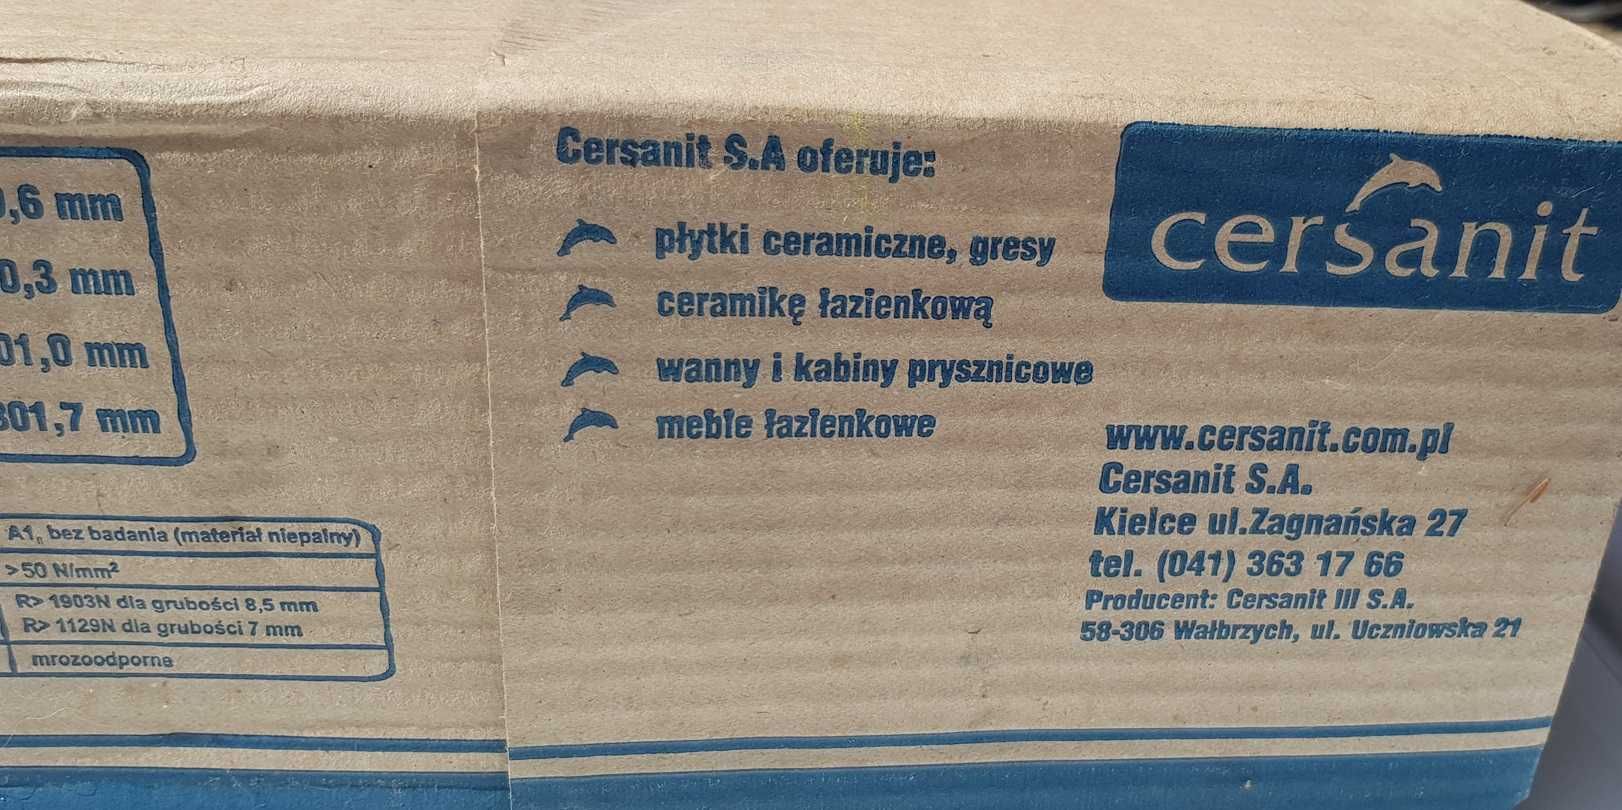 ,6 mm
0,3 mm
01,0 mm
301,7 mm
A1, bez badania (materiał niepalny)
>50 N/mm²
R> 1903N dla grubości 8,5 mm
R> 1129N dla grubości 7 mm
mrozoodporne
Cersanit S.A oferuje:
płytki ceramiczne, gresy
ceramikę łazienkową
wanny i kabiny prysznicowe
meble łazienkowe
cersanit
www.cersanit.com.pl
Cersanit S.A.
Kielce ul.Zagnańska 27
tel. (041) 363 17 66
Producent: Cersanit III S.A.
58-306 Wałbrzych, ul. Uczniowska 21